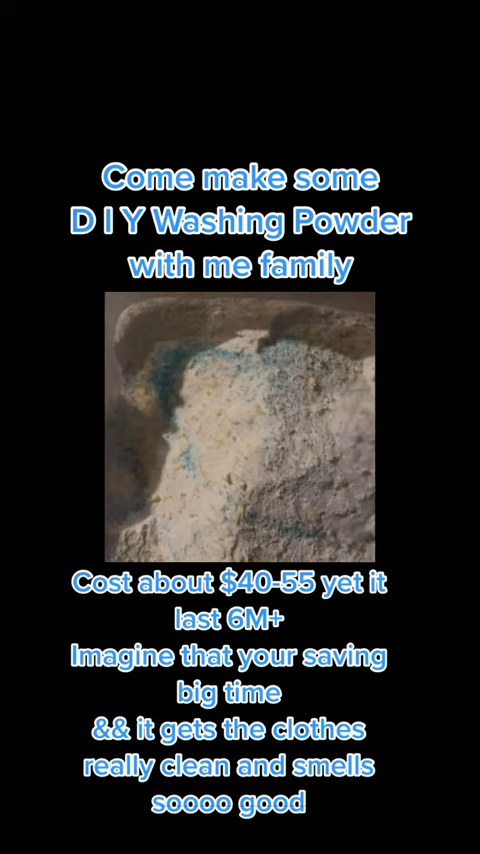 Come make some
D I Y Washing Powder
with me family
Cost about $40-55 yet it
last 6M+
Imagine that your saving
big time
&& it gets the clothes
really clean and smells
soooo good